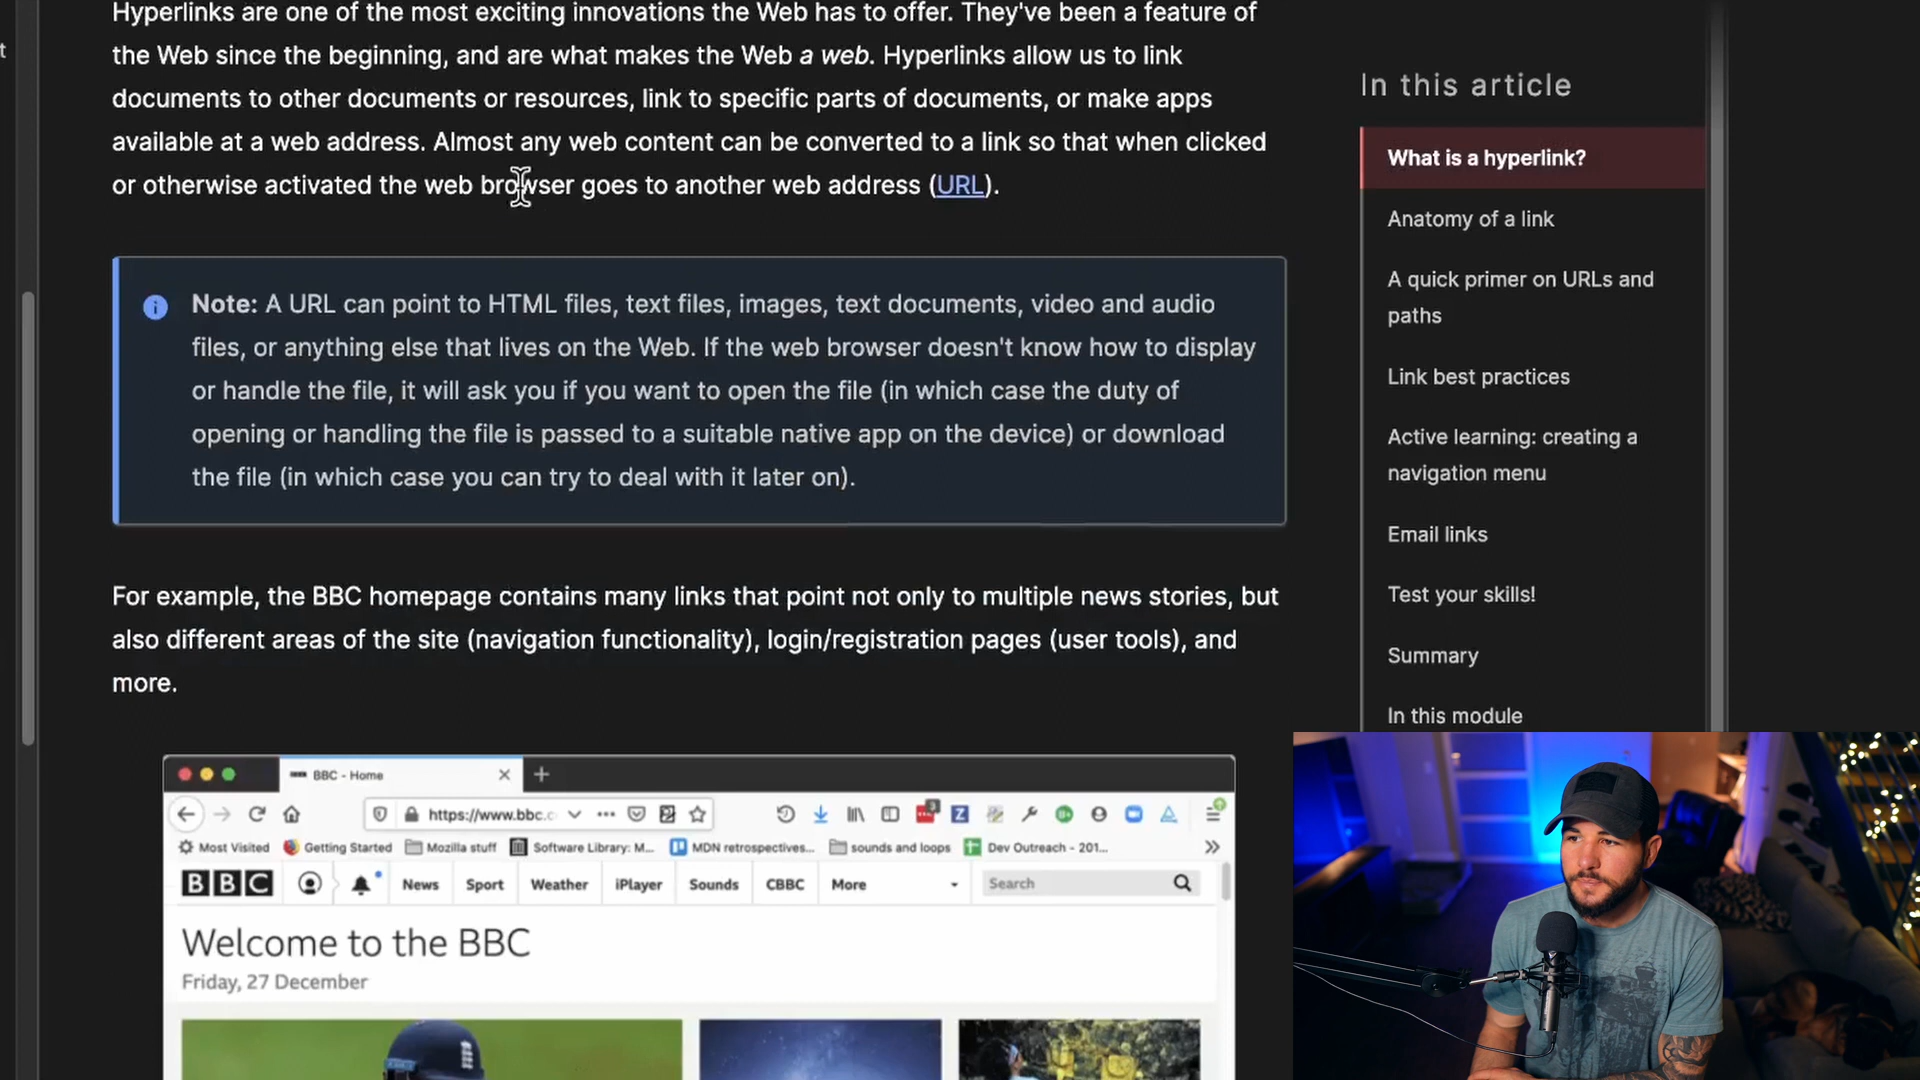 Hyperlinks are one of the most exciting innovations the Web has to offer. They've been a feature of
the Web since the beginning, and are what makes the Web a web. Hyperlinks allow us to link
documents to other documents or resources, link to specific parts of documents, or make apps
available at a web address. Almost any web content can be converted to a link so that when clicked
or otherwise activated the web browser goes to another web address (URL).
Note: A URL can point to HTML files, text files, images, text documents, video and audio
files, or anything else that lives on the Web. If the web browser doesn't know how to display
or handle the file, it will ask you if you want to open the file (in which case the duty of
opening or handling the file is passed to a suitable native app on the device) or download
the file (in which case you can try to deal with it later on).
For example, the BBC homepage contains many links that point not only to multiple news stories, but
also different areas of the site (navigation functionality), login/registration pages (user tools), and
more.
BBC - Home
https://www.bbc.c
Most Visited Getting Started Mozilla stuff Software Library: M... MDN retrospectives... sounds and loops Dev Outreach - 201...
BBC News Sport Weather iPlayer Sounds CBBC More Search
Welcome to the BBC
Friday, 27 December
In this article
What is a hyperlink?
Anatomy of a link
A quick primer on URLs and
paths
Link best practices
Active learning: creating a
navigation menu
Email links
Test your skills!
Summary
In this module